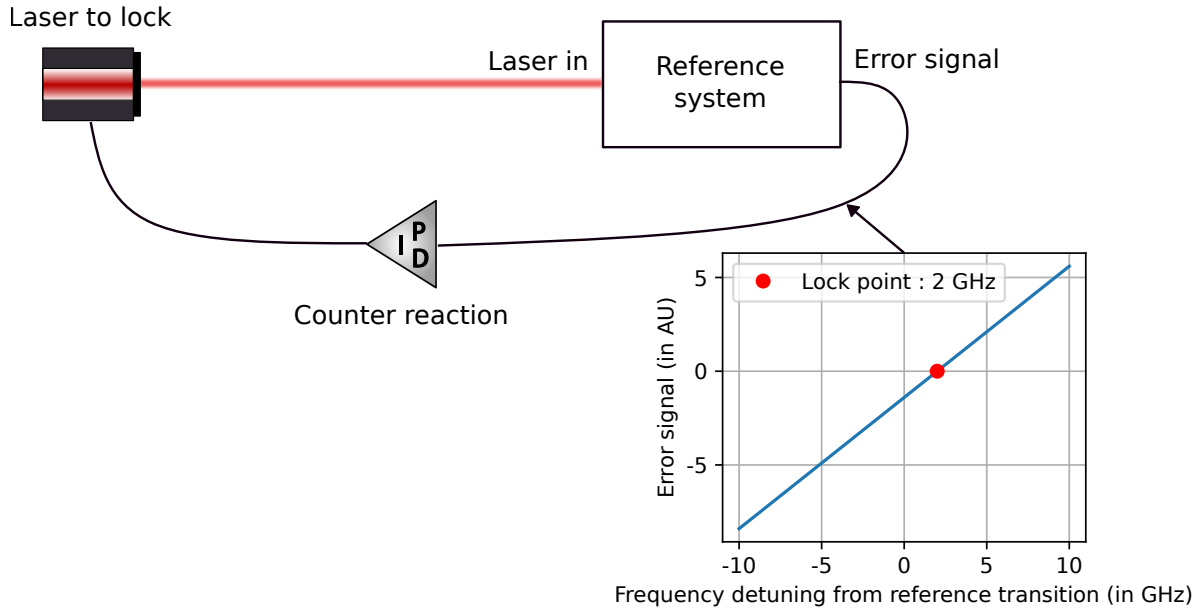 Laser to lock
Laser in
Reference
system
Error signal
P
I
D
Counter reaction
Lock point : 2 GHz
Error signal (in AU)
5
0
-5
-10
-5
0
5
10
Frequency detuning from reference transition (in GHz)